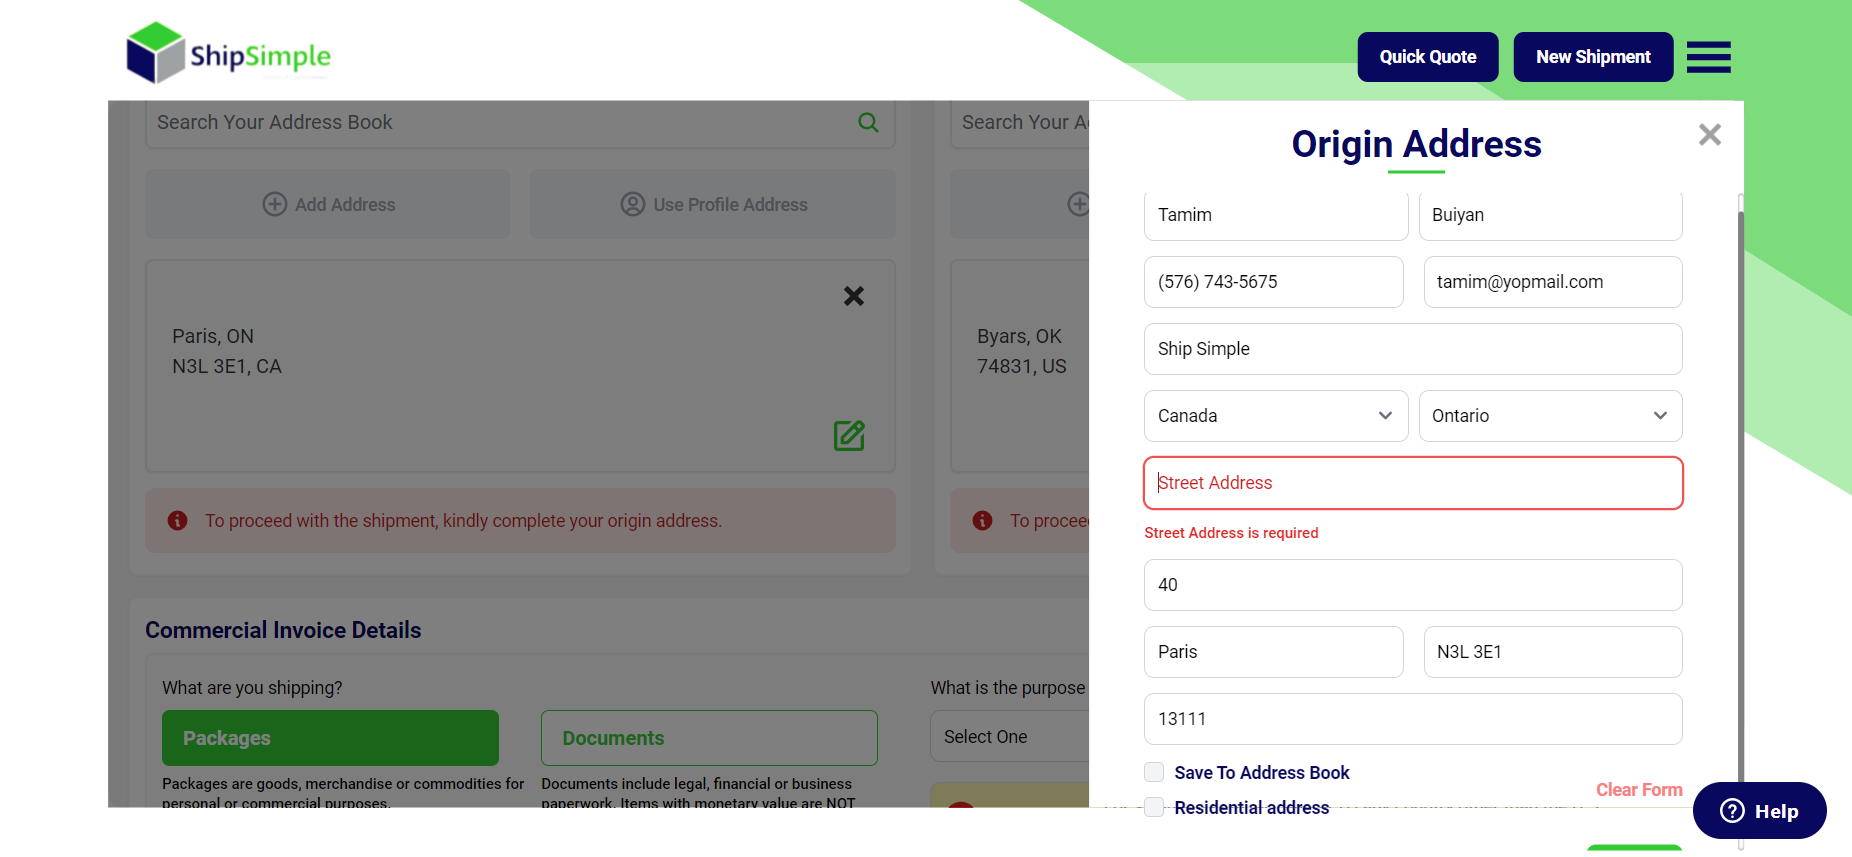 ShipSimple
Quick Quote
New Shipment
Search Your Address Book
Search Your A
Add Address
Use Profile Address
Paris, ON
N3L 3E1, CA
Byars, OK
74831, US
To proceed with the shipment, kindly complete your origin address.
To procee
Commercial Invoice Details
What are you shipping?
What is the purpose
Packages
Documents
Select One
Packages are goods, merchandise or commodities for
personal or commercial purposes.
Documents include legal, financial or business
paperwork. Items with monetary value are NOT
Origin Address
Tamim
Buiyan
(576) 743-5675
tamim@yopmail.com
Ship Simple
Canada
Ontario
Street Address
Street Address is required
40
Paris
N3L 3E1
13111
Save To Address Book
Clear Form
Residential address
Help